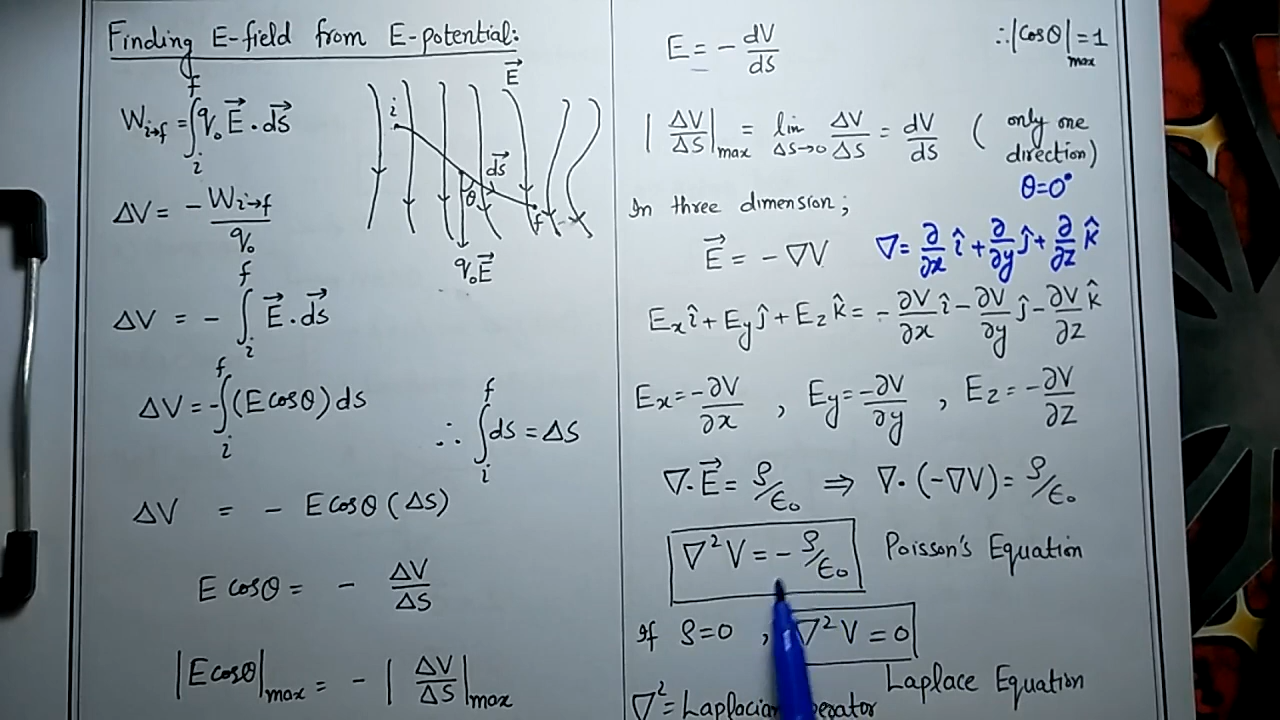 Finding E-field from E-potential:
W_{i→f} = ∫_i^f q₀ E⃗ · ds⃗
ΔV = - W_{i→f} / q₀
ΔV = - ∫_i^f E⃗ · ds⃗
ΔV = -∫_i^f (E cosθ) ds
∴ ∫_i^f ds = ΔS
ΔV = - E cosθ (ΔS)
E cosθ = - ΔV/ΔS
|E cosθ|_max = - |ΔV/ΔS|_max
E⃗
i
ds⃗
θ
f
q₀E⃗
E = - dV/ds ∴ |Cosθ|_max = 1
|ΔV/ΔS|_max = lim_{ΔS→0} ΔV/ΔS = dV/ds ( only one
direction)
θ=0°
In three dimension;
E⃗ = - ∇V ∇ = ∂/∂x î + ∂/∂y ĵ + ∂/∂z k̂
E_x î + E_y ĵ + E_z k̂ = - ∂V/∂x î - ∂V/∂y ĵ - ∂V/∂z k̂
E_x = -∂V/∂x , E_y = -∂V/∂y , E_z = -∂V/∂z
∇·E⃗ = ρ/ε₀ ⇒ ∇·(-∇V) = ρ/ε₀
∇²V = - ρ/ε₀ Poisson's Equation
If ρ=0 , ∇²V = 0
Laplace Equation
∇² = Laplacian